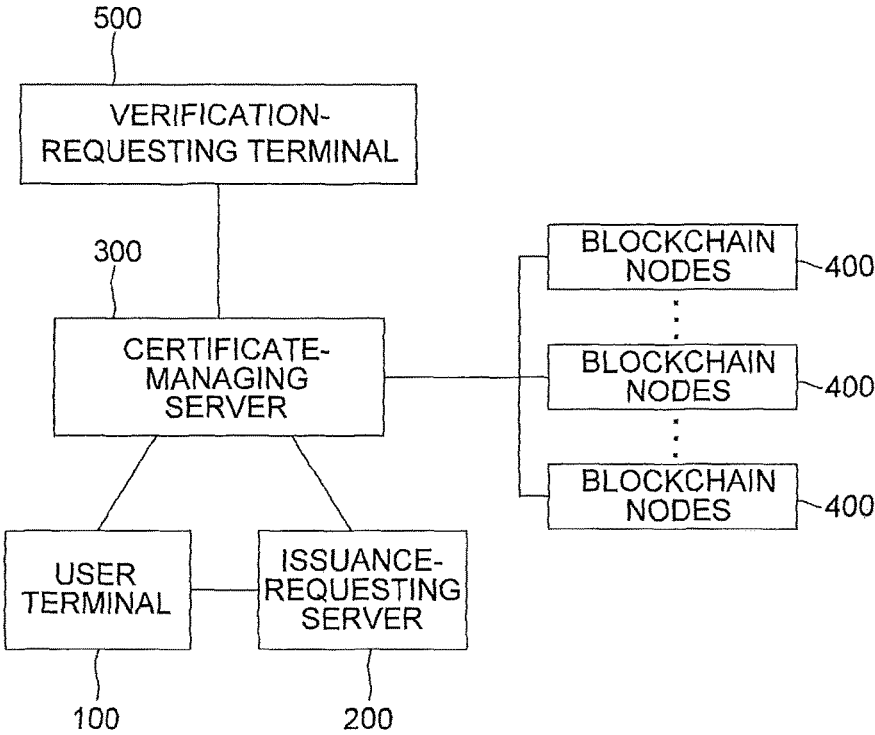 500
VERIFICATION-
REQUESTING TERMINAL
300
CERTIFICATE-
MANAGING
SERVER
BLOCKCHAIN
NODES
400
BLOCKCHAIN
NODES
400
BLOCKCHAIN
NODES
400
USER
TERMINAL
ISSUANCE-
REQUESTING
SERVER
100
200